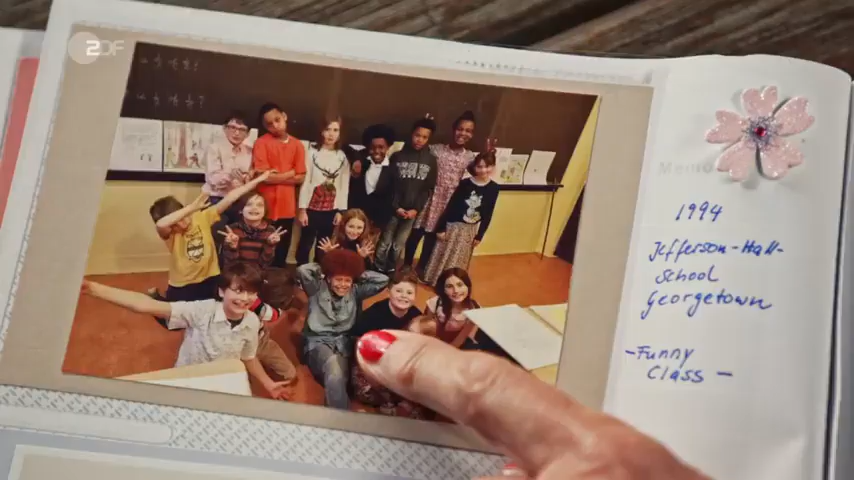 ZDF
Memo
1994
Jefferson-Hall-
School
Georgetown
-Funny
Class -